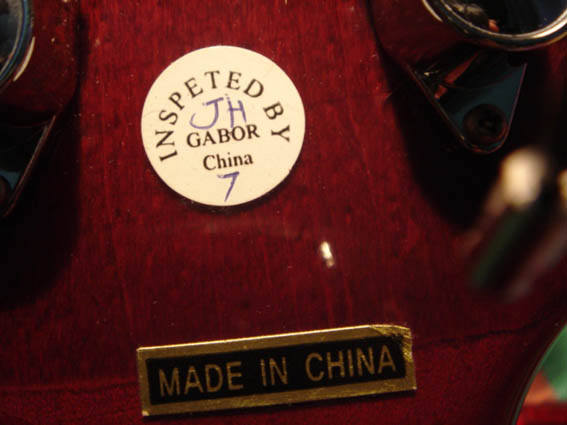 INSPETED BY
JH
GABOR
China
7
MADE IN CHINA